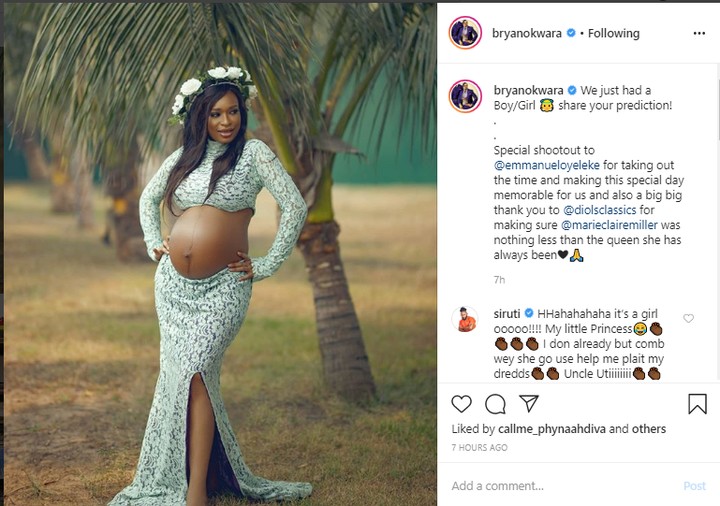 bryanokwara • Following
bryanokwara We just had a
Boy/Girl 👼 share your prediction!
.
.
Special shootout to
@emmanueloyeleke for taking out
the time and making this special day
memorable for us and also a big big
thank you to @diolsclassics for
making sure @marieclairemiller was
nothing less than the queen she has
always been🖤🙏
7h
siruti HHahahahaha it's a girl
ooooo!!!! My little Princess😂👏🏿
👏🏿👏🏿👏🏿👏🏿 I don already but comb
wey she go use help me plait my
dredds👏🏿👏🏿 Uncle Utiiiiiiii👏🏿👏🏿
Liked by callme_phynaahdiva and others
7 HOURS AGO
Add a comment... Post